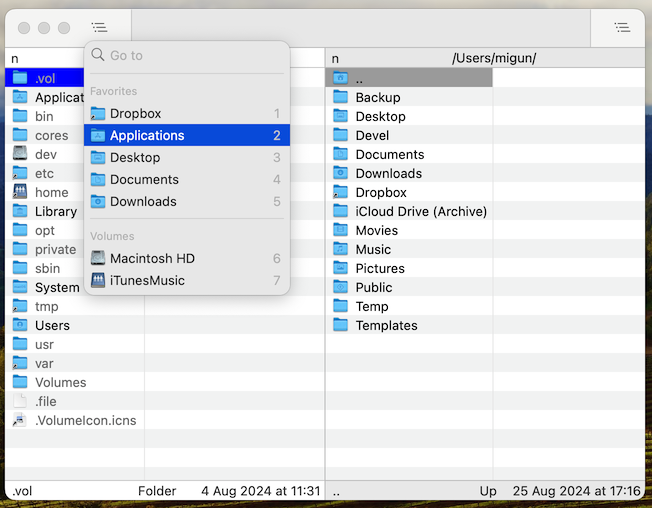 Go to
Favorites
Dropbox 1
Applications 2
Desktop 3
Documents 4
Downloads 5
Volumes
Macintosh HD 6
iTunesMusic 7
n
.vol
Applicat
bin
cores
dev
etc
home
Library
opt
private
sbin
System
tmp
Users
usr
var
Volumes
.file
.VolumeIcon.icns
.vol Folder 4 Aug 2024 at 11:31
n /Users/migun/
..
Backup
Desktop
Devel
Documents
Downloads
Dropbox
iCloud Drive (Archive)
Movies
Music
Pictures
Public
Temp
Templates
.. Up 25 Aug 2024 at 17:16